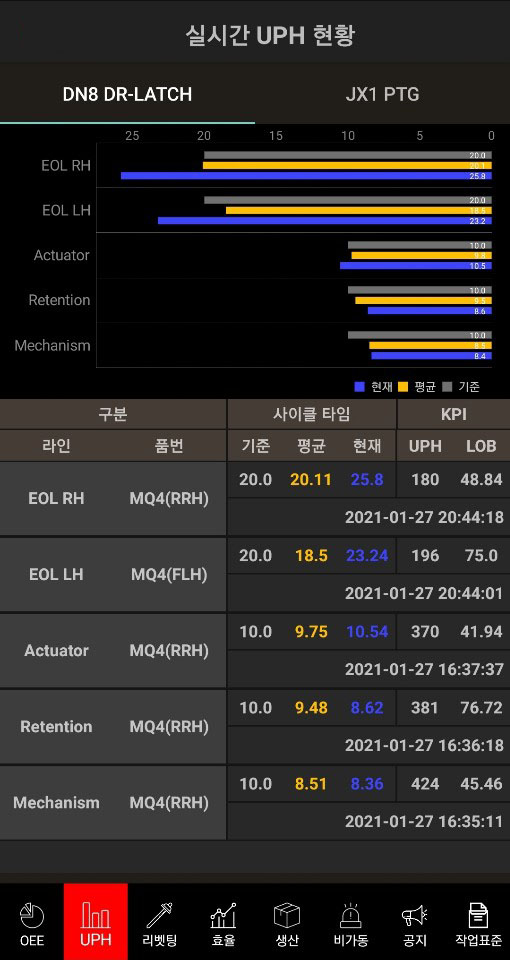 실시간 UPH 현황
DN8 DR-LATCH JX1 PTG
25 20 15 10 5 0
EOL RH 20.0 20.1 25.8
EOL LH 20.0 18.5 23.2
Actuator 10.0 9.8 10.5
Retention 10.0 9.5 8.6
Mechanism 10.0 8.5 8.4
현재 평균 기준
구분 사이클 타임 KPI
라인 품번 기준 평균 현재 UPH LOB
EOL RH MQ4(RRH) 20.0 20.11 25.8 180 48.84
2021-01-27 20:44:18
EOL LH MQ4(FLH) 20.0 18.5 23.24 196 75.0
2021-01-27 20:44:01
Actuator MQ4(RRH) 10.0 9.75 10.54 370 41.94
2021-01-27 16:37:37
Retention MQ4(RRH) 10.0 9.48 8.62 381 76.72
2021-01-27 16:36:18
Mechanism MQ4(RRH) 10.0 8.51 8.36 424 45.46
2021-01-27 16:35:11
OEE UPH 리벳팅 효율 생산 비가동 공지 작업표준